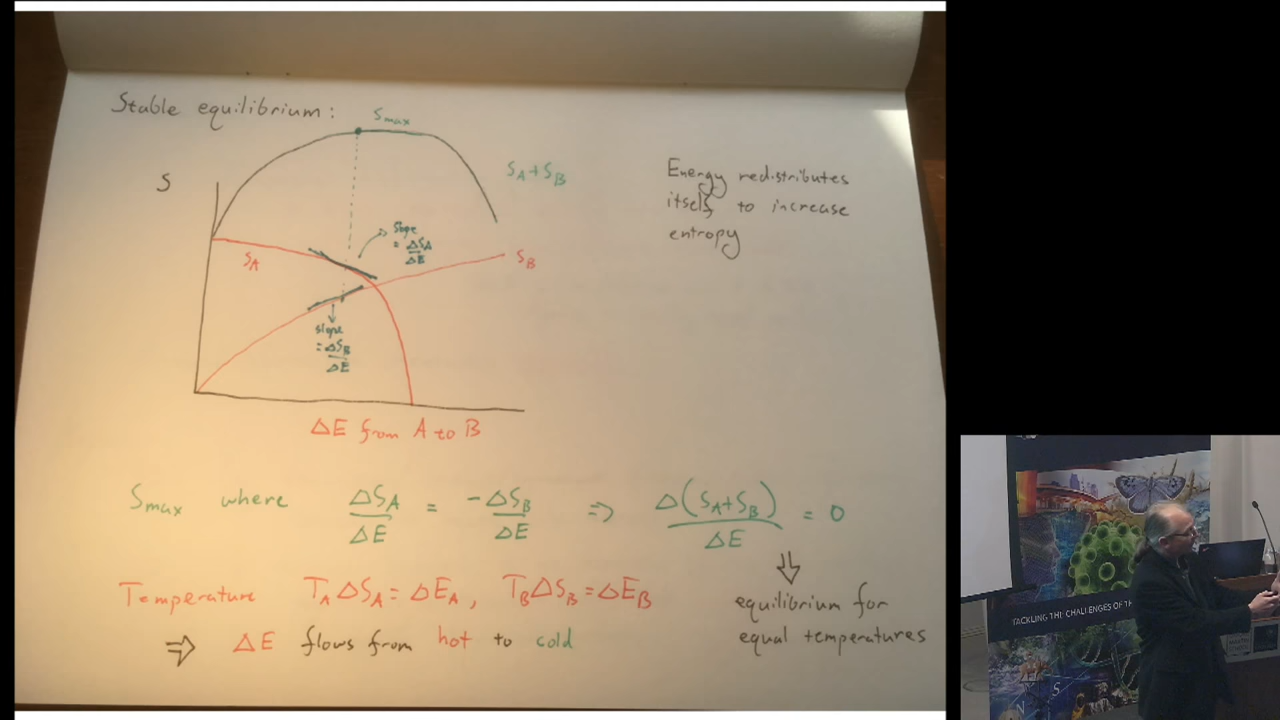 Stable equilibrium:
Smax
S
SA+SB
Energy redistributes
itself to increase
entropy
slope
= ΔSA
ΔE
SA
SB
slope
= ΔSB
ΔE
ΔE from A to B
Smax where ΔSA/ΔE = -ΔSB/ΔE ⇒ Δ(SA+SB)/ΔE = 0
Temperature TAΔSA = ΔEA, TBΔSB = ΔEB
⇒ ΔE flows from hot to cold
equilibrium for
equal temperatures
TACKLING THE CHALLENGES OF TH
N S